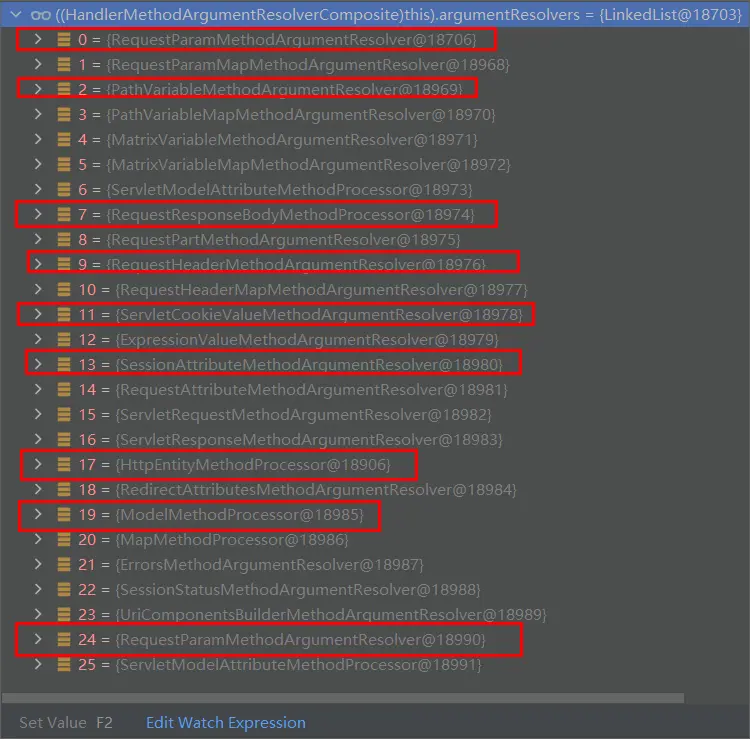 ((HandlerMethodArgumentResolverComposite)this).argumentResolvers = {LinkedList@18703}
0 = {RequestParamMethodArgumentResolver@18706}
1 = {RequestParamMapMethodArgumentResolver@18968}
2 = {PathVariableMethodArgumentResolver@18969}
3 = {PathVariableMapMethodArgumentResolver@18970}
4 = {MatrixVariableMethodArgumentResolver@18971}
5 = {MatrixVariableMapMethodArgumentResolver@18972}
6 = {ServletModelAttributeMethodProcessor@18973}
7 = {RequestResponseBodyMethodProcessor@18974}
8 = {RequestPartMethodArgumentResolver@18975}
9 = {RequestHeaderMethodArgumentResolver@18976}
10 = {RequestHeaderMapMethodArgumentResolver@18977}
11 = {ServletCookieValueMethodArgumentResolver@18978}
12 = {ExpressionValueMethodArgumentResolver@18979}
13 = {SessionAttributeMethodArgumentResolver@18980}
14 = {RequestAttributeMethodArgumentResolver@18981}
15 = {ServletRequestMethodArgumentResolver@18982}
16 = {ServletResponseMethodArgumentResolver@18983}
17 = {HttpEntityMethodProcessor@18906}
18 = {RedirectAttributesMethodArgumentResolver@18984}
19 = {ModelMethodProcessor@18985}
20 = {MapMethodProcessor@18986}
21 = {ErrorsMethodArgumentResolver@18987}
22 = {SessionStatusMethodArgumentResolver@18988}
23 = {UriComponentsBuilderMethodArgumentResolver@18989}
24 = {RequestParamMethodArgumentResolver@18990}
25 = {ServletModelAttributeMethodProcessor@18991}
Set Value F2 Edit Watch Expression